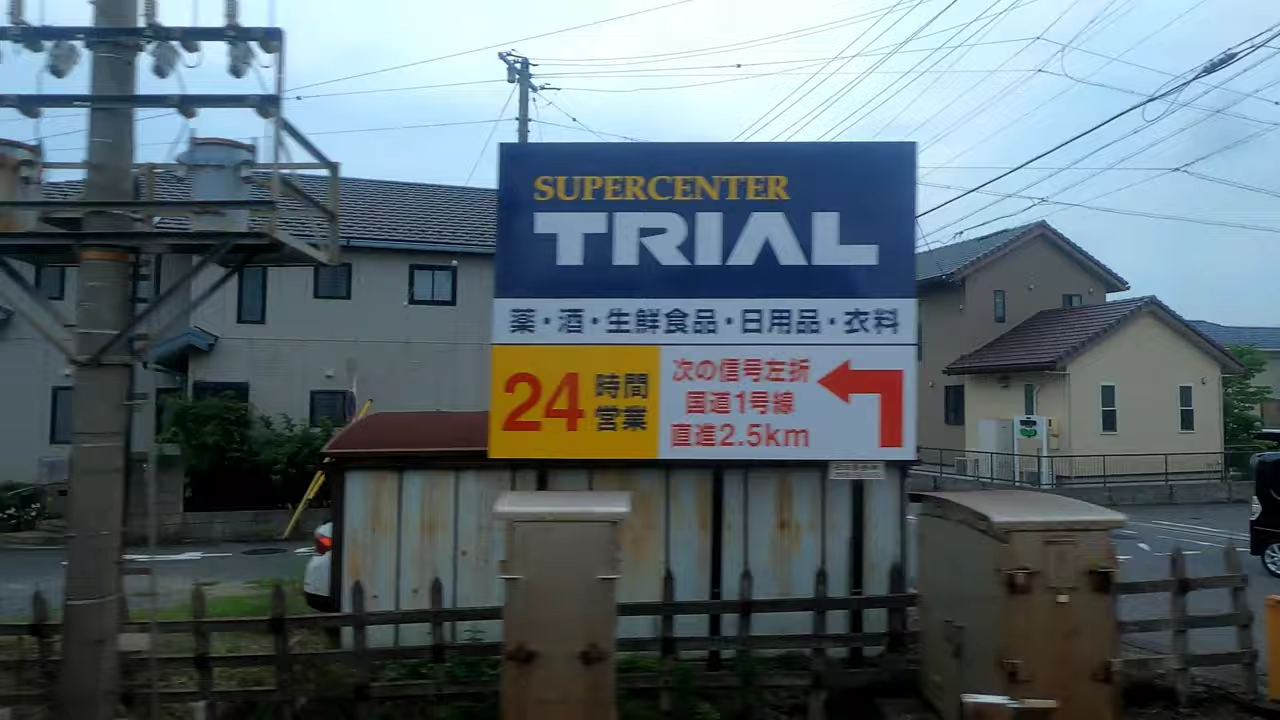 SUPERCENTER
TRIAL
薬・酒・生鮮食品・日用品・衣料
24時間営業
次の信号左折
国道1号線
直進2.5km